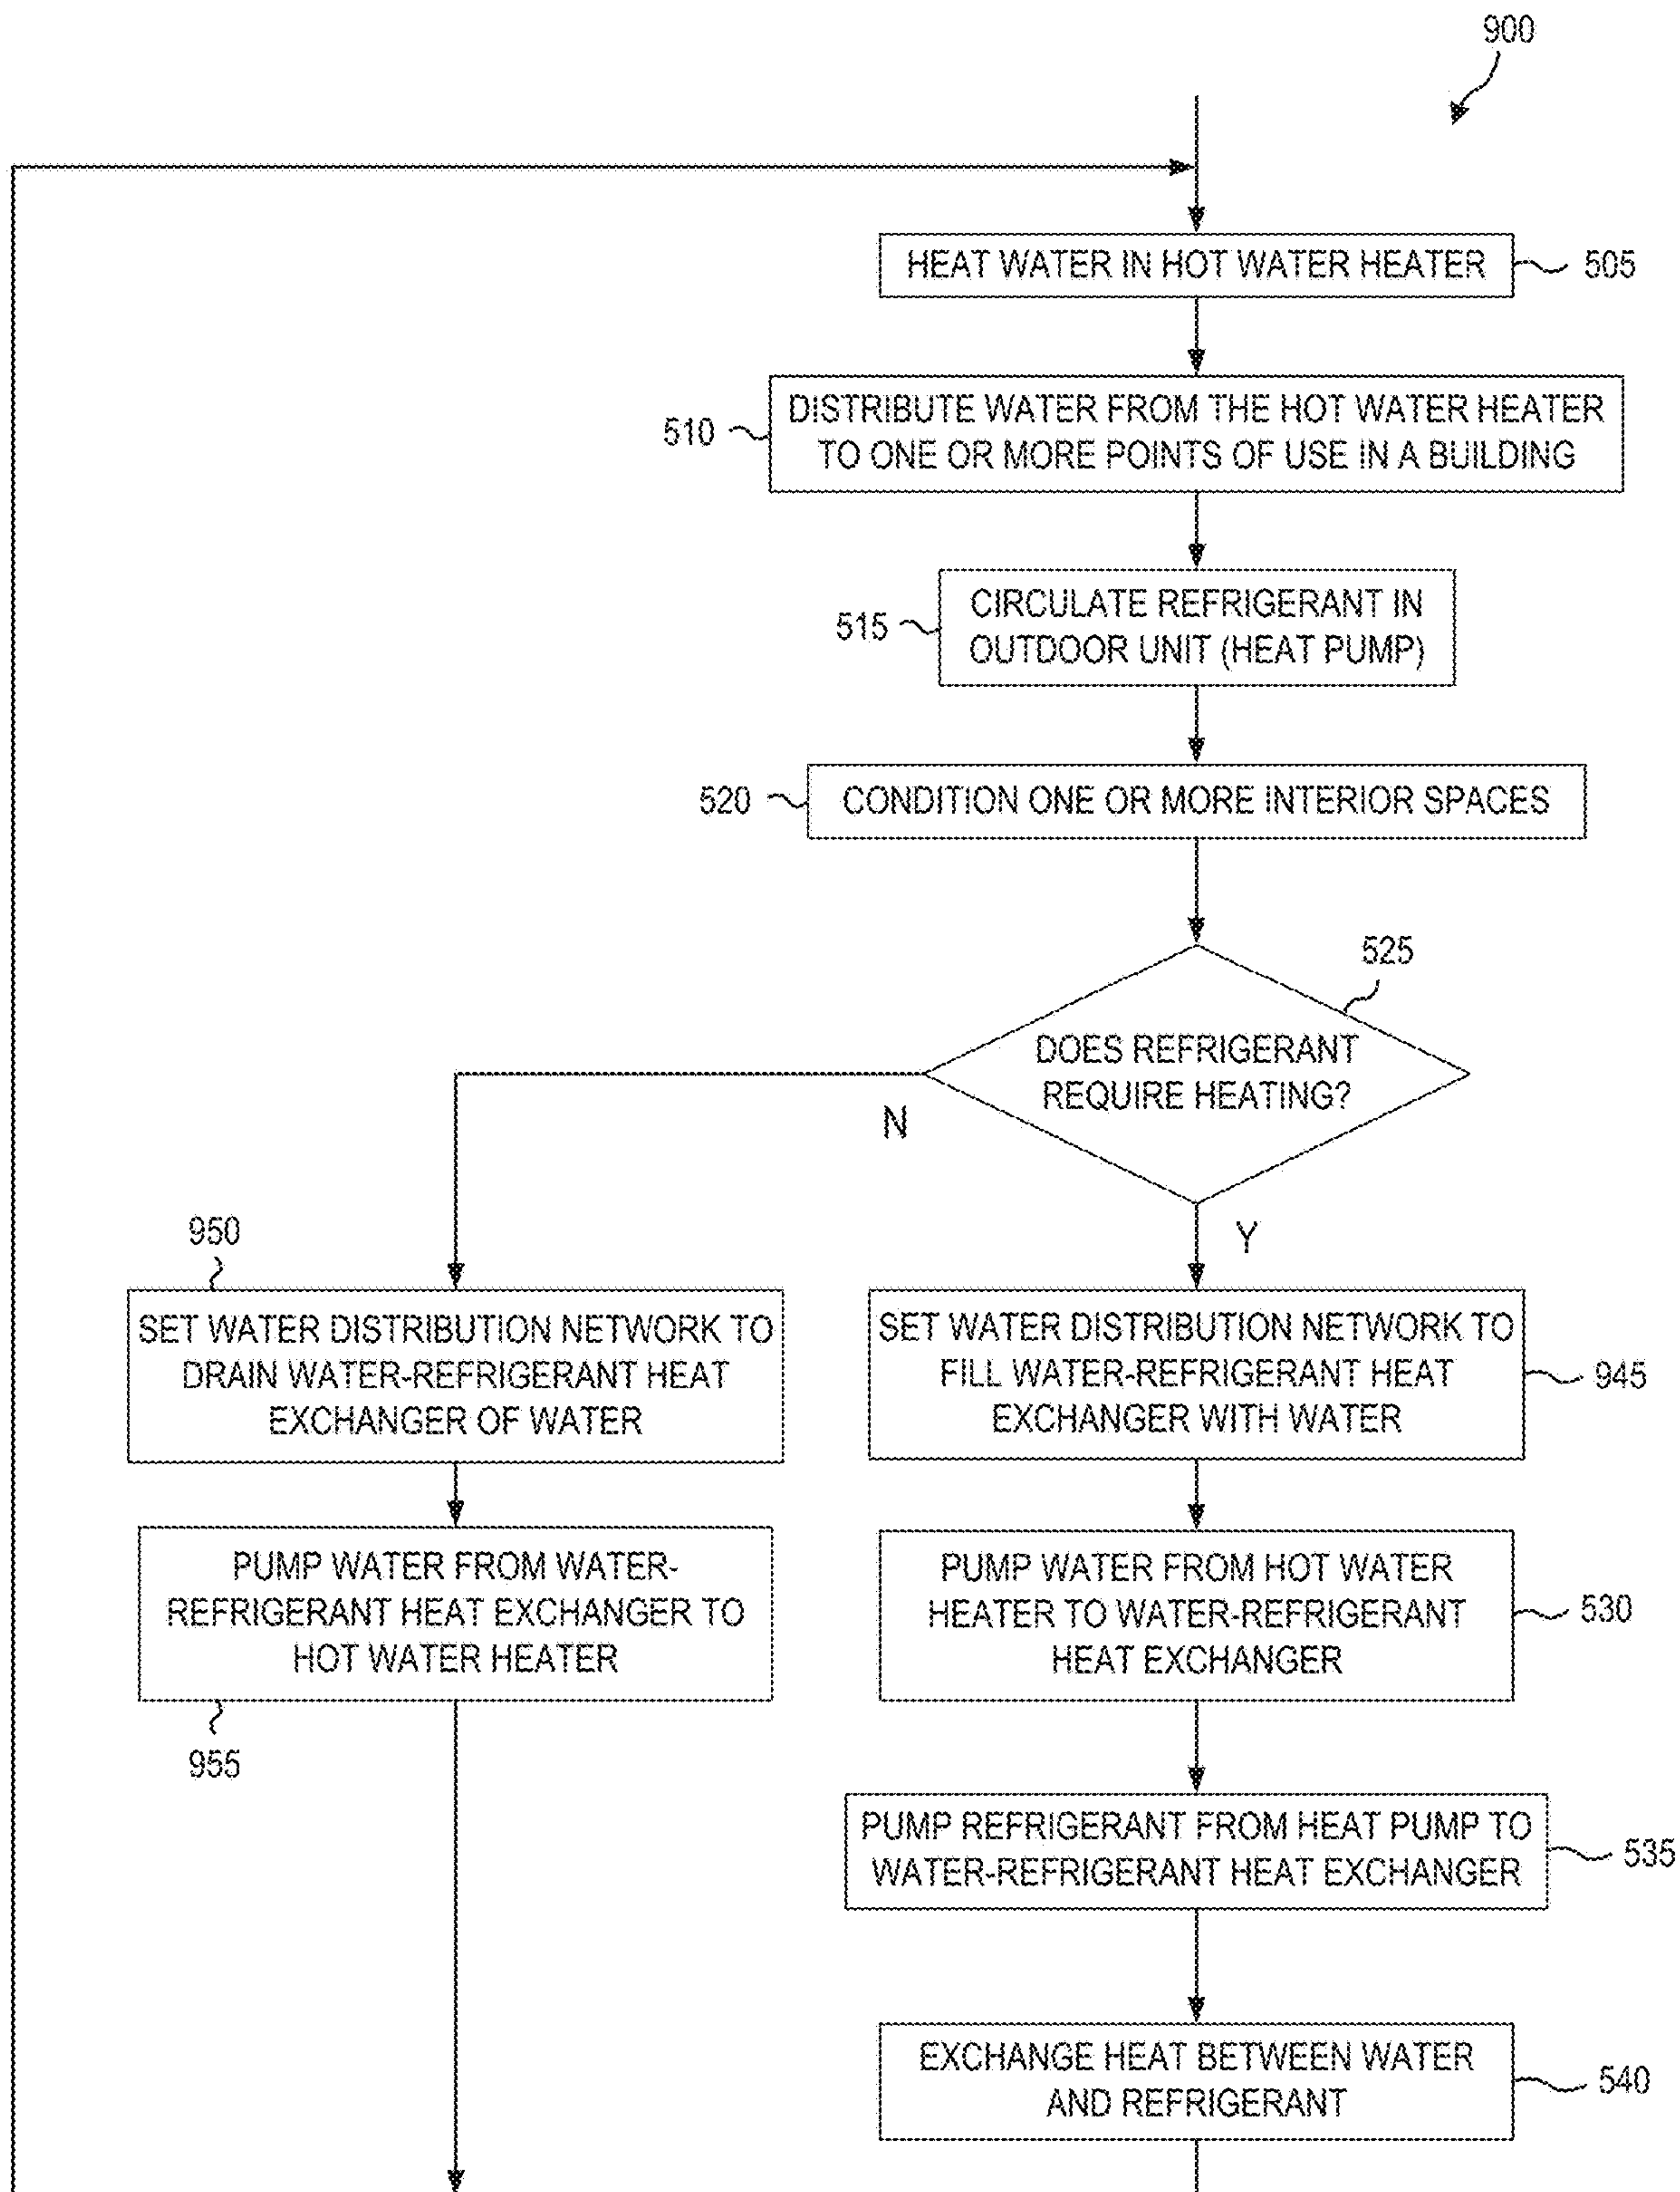 900
HEAT WATER IN HOT WATER HEATER
505
510
DISTRIBUTE WATER FROM THE HOT WATER HEATER
TO ONE OR MORE POINTS OF USE IN A BUILDING
515
CIRCULATE REFRIGERANT IN
OUTDOOR UNIT (HEAT PUMP)
520
CONDITION ONE OR MORE INTERIOR SPACES
525
DOES REFRIGERANT
REQUIRE HEATING?
N
Y
950
SET WATER DISTRIBUTION NETWORK TO
DRAIN WATER-REFRIGERANT HEAT
EXCHANGER OF WATER
SET WATER DISTRIBUTION NETWORK TO
FILL WATER-REFRIGERANT HEAT
EXCHANGER WITH WATER
945
PUMP WATER FROM WATER-
REFRIGERANT HEAT EXCHANGER TO
HOT WATER HEATER
955
PUMP WATER FROM HOT WATER
HEATER TO WATER-REFRIGERANT
HEAT EXCHANGER
530
PUMP REFRIGERANT FROM HEAT PUMP TO
WATER-REFRIGERANT HEAT EXCHANGER
535
EXCHANGE HEAT BETWEEN WATER
AND REFRIGERANT
540